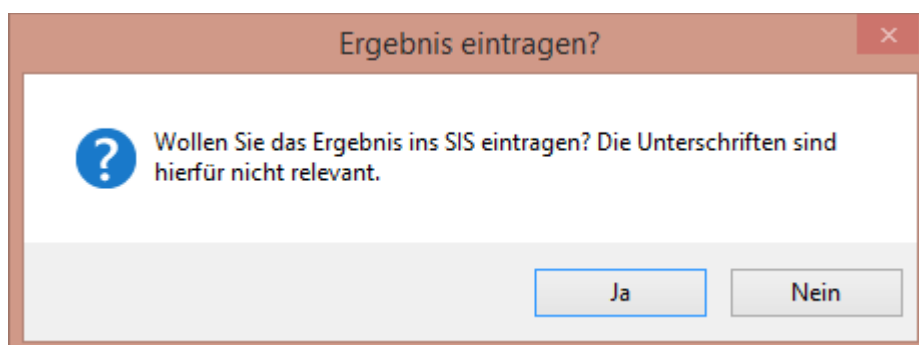 Ergebnis eintragen?
Wollen Sie das Ergebnis ins SIS eintragen? Die Unterschriften sind
hierfür nicht relevant.
Ja
Nein